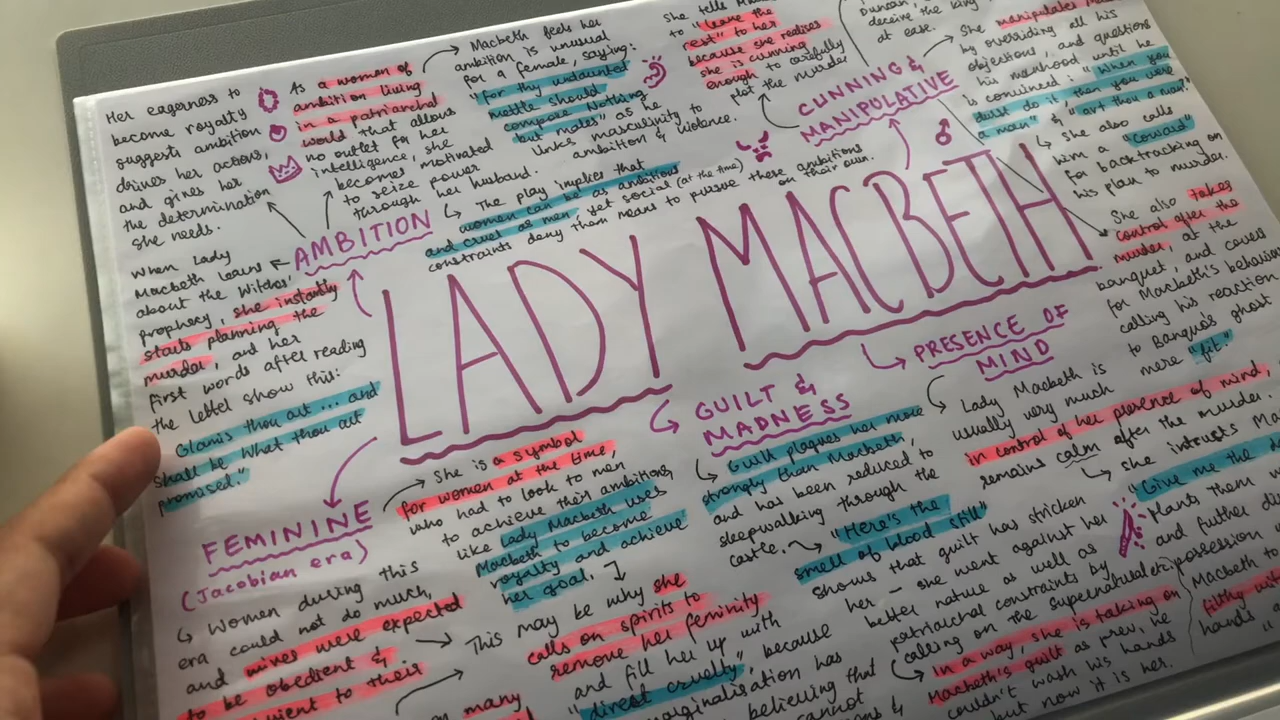 LADY MACBETH
AMBITION
Her eagerness to
become royalty
suggests ambition
drives her actions,
and gives her
the determination
she needs.
As a women of
ambition living
in a patriarchal
world that allows
no outlet for her
intelligence, she
becomes motivated
to seize power
through her husband.
Macbeth feels her
ambition is unusual
for a female, saying:
"for thy undaunted
mettle should
compose Nothing
but males" as he
links masculinity to
ambition & violence.
The play implies that
women can be as ambitious
and cruel as men, yet social (at the time)
constraints deny them means to pursue these ambitions
on their own.
When Lady
Macbeth learns
about the Witches'
prophecy, she instantly
starts planning the
murder, and her
first words after reading
the letter show this:
"Glamis thou art ... and
shall be What thou art
promised."
CUNNING &
MANIPULATIVE
She tells
to "leave the
rest" to her
because she realises
she is cunning
enough to carefully
plot the murder
deceive the king
at ease.
She manipulates
by overriding all his
objections, and questions
his manhood until he
is convinced: "When you
durst do it then you were
a man" & "art thou a man?"
She also calls
him a "coward"
for backtracking on
his plan to murder.
She also takes
control after the
murder, at the
banquet, and covers
for Macbeth's
calling his reaction
to Banquo's ghost
mere "fit."
PRESENCE OF
MIND
Lady Macbeth is
usually very much
in control of her presence of mind,
remains calm after the murder.
she instructs
"Give me the
Plants them
and further
possession
Macbeth to
filthy
hands"
GUILT &
MADNESS
Guilt plagues her more
strongly than Macbeth,
and has been reduced to
sleepwalking through the
castle. "Here's the
smell of blood still"
shows that guilt has stricken
her – she went against her
better nature as well as
patriarchal constraints by
calling on the supernatural etc.
In a way, she is taking on
Macbeth's guilt as prev, he
couldn't wash his hands
but now it is her.
FEMININE
(Jacobian era)
She is a symbol
for women at the time,
who had to look to men
to achieve their ambitions,
like Lady Macbeth uses
Macbeth to become
royalty and achieve
her goal.
This may be why she
calls on spirits to
remove her feminity
and fill her up with
"direst cruelty", because
has
believing that
cannot
Women during this
era could not do much,
and wives were expected
to be obedient &
to their
many